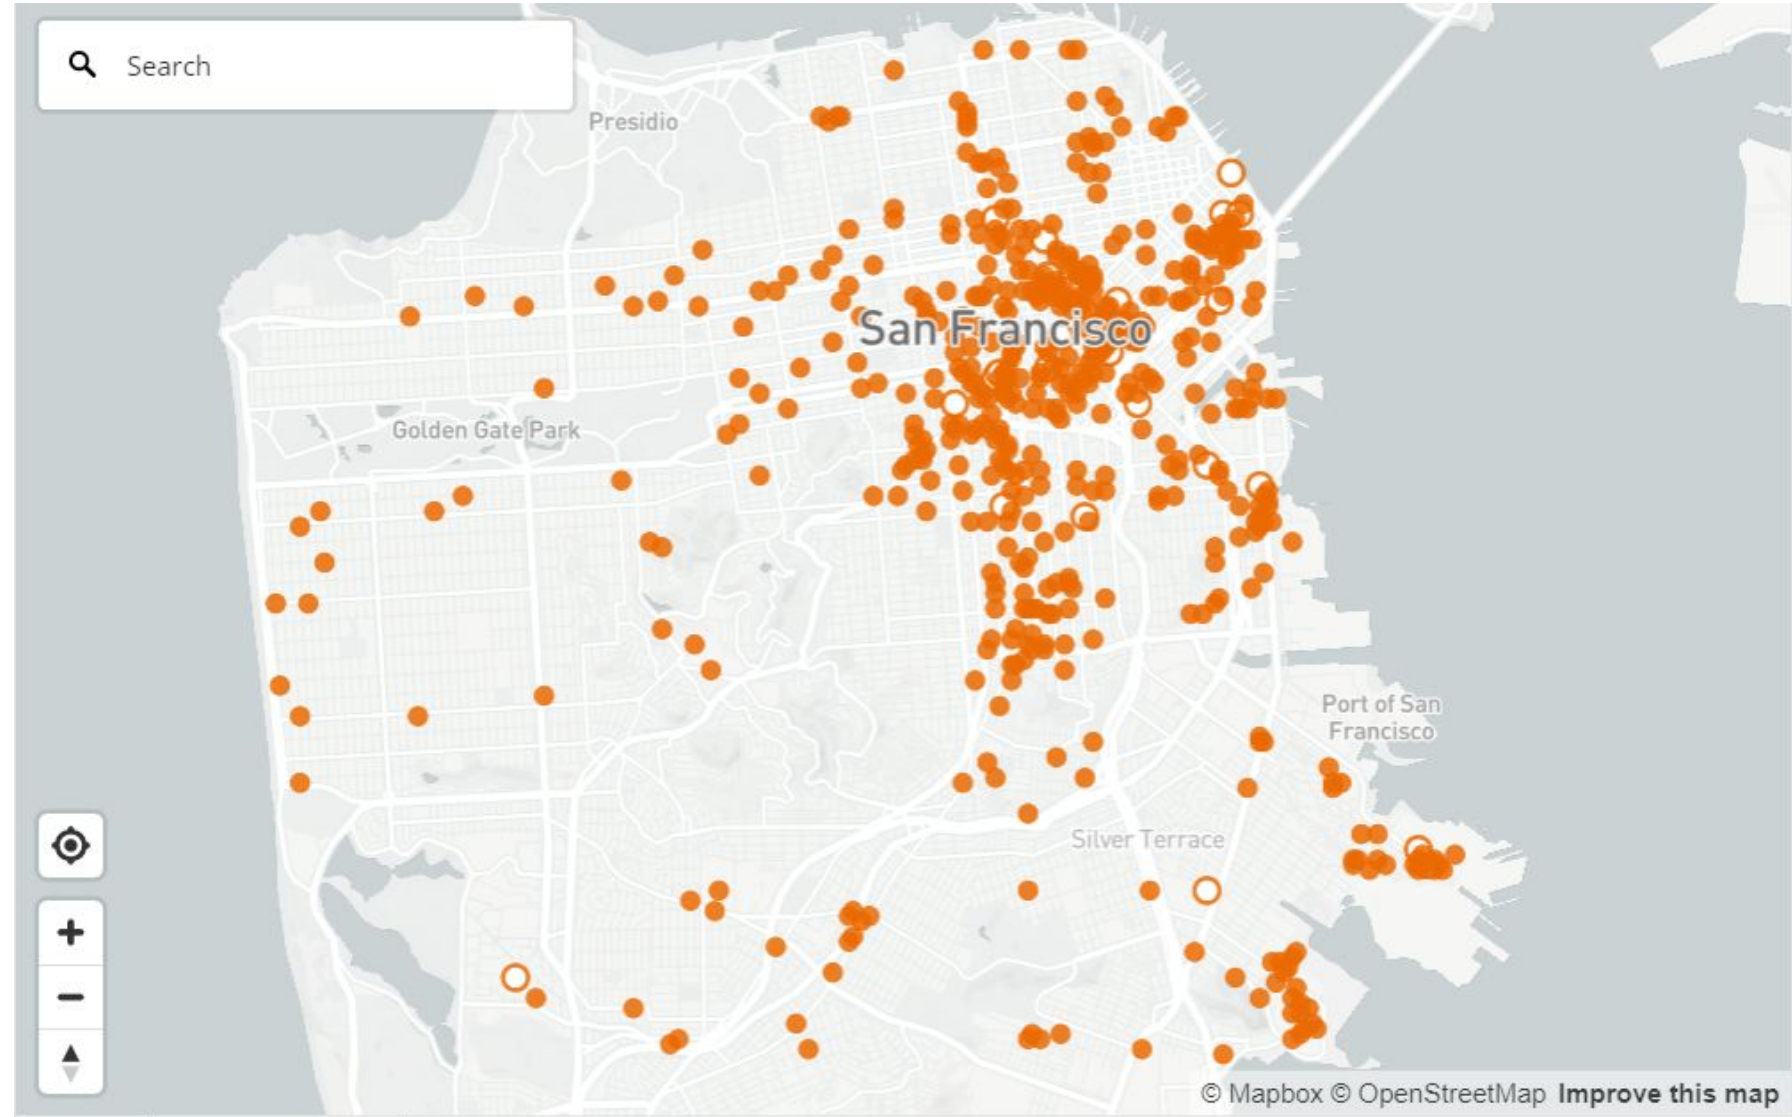 Search
Presidio
San Francisco
Golden Gate Park
Port of San
Francisco
Silver Terrace
© Mapbox © OpenStreetMap Improve this map